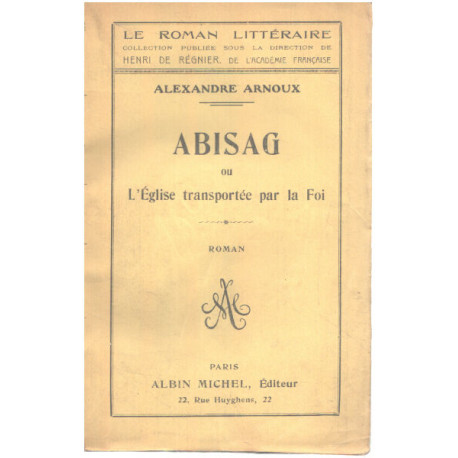 LE ROMAN LITTÉRAIRE
COLLECTION PUBLIÉE SOUS LA DIRECTION DE
HENRI DE RÉGNIER, DE L'ACADÉMIE FRANÇAISE
ALEXANDRE ARNOUX
ABISAG
ou
L'Église transportée par la Foi
ROMAN
AM
PARIS
ALBIN MICHEL, Éditeur
22, Rue Huyghens, 22